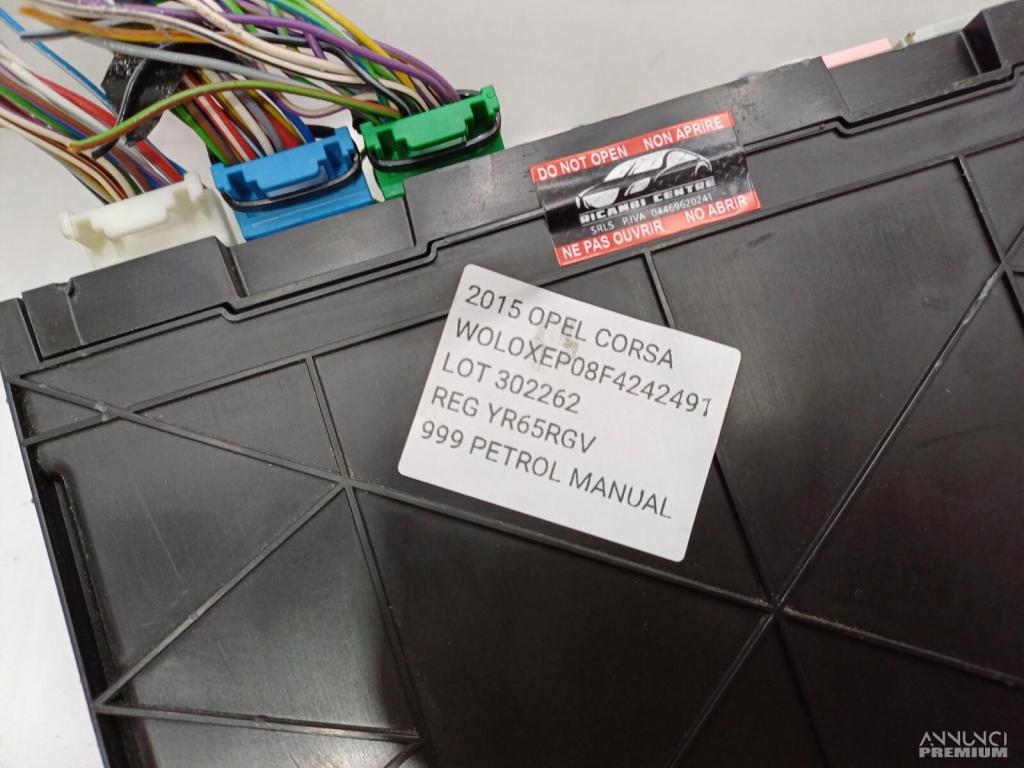 DO NOT OPEN NON APRIRE
RICAMBI CENTRE
SRLS P.IVA 04469620241
NE PAS OUVRIR NO ABRIR
2015 OPEL CORSA
WOLOXEP08F4242491
LOT 302262
REG YR65RGV
999 PETROL MANUAL
ANNUNCI
PREMIUM